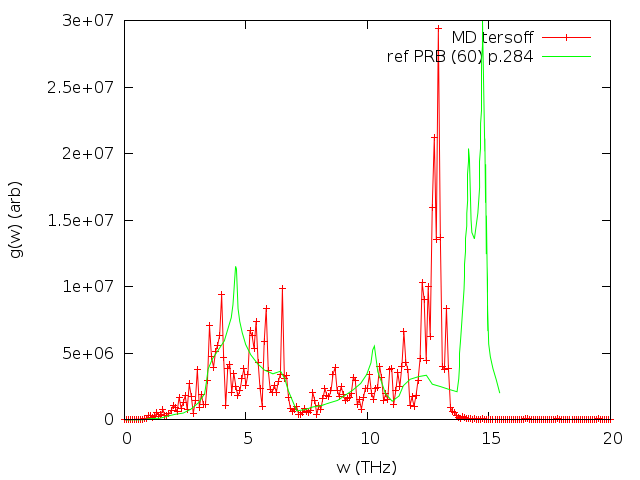 3e+07
2.5e+07
2e+07
1.5e+07
1e+07
5e+06
0
g(w) (arb)
MD tersoff
ref PRB (60) p.284
0 5 10 15 20
w (THz)